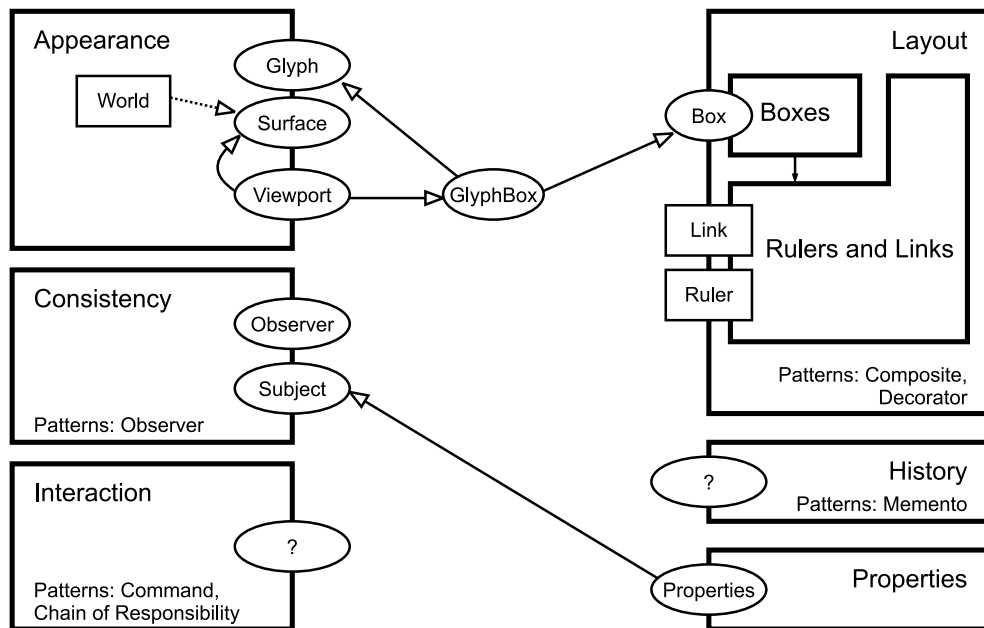 Appearance
World
Glyph
Surface
Viewport
GlyphBox
Layout
Box
Boxes
Link
Ruler
Rulers and Links
Patterns: Composite,
Decorator
Consistency
Observer
Subject
Patterns: Observer
Interaction
?
Patterns: Command,
Chain of Responsibility
History
?
Patterns: Memento
Properties
Properties